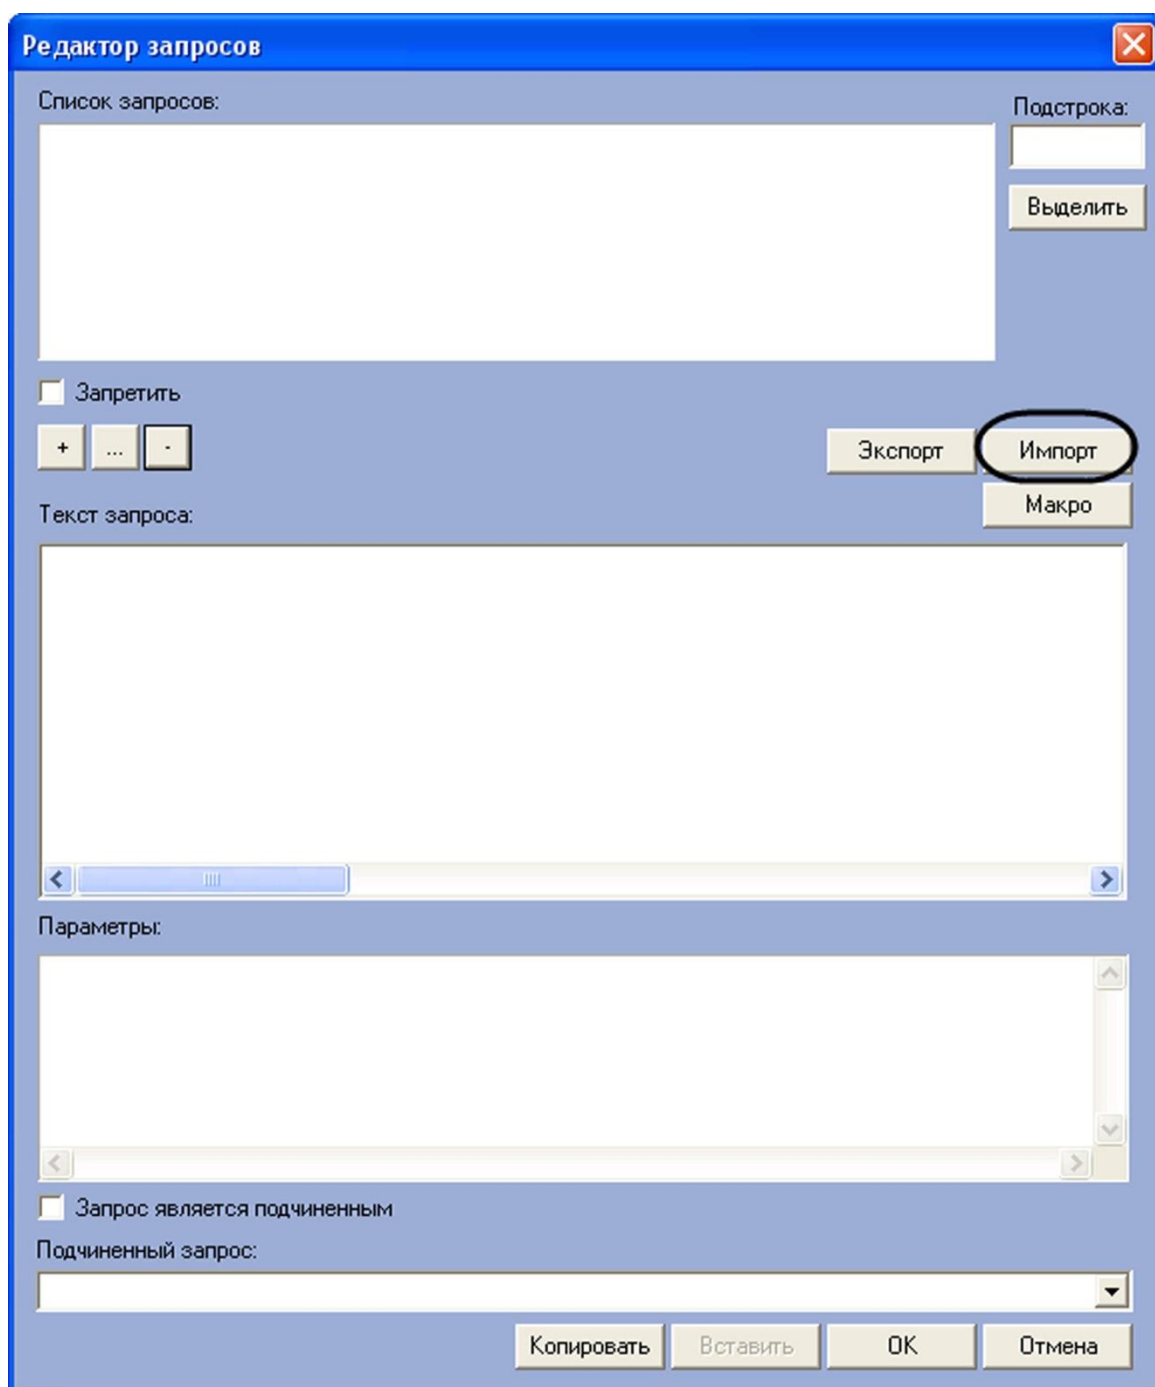 Редактор запросов
Список запросов:
Подстрока:
Выделить
Запретить
+ ... -
Экспорт Импорт
Макро
Текст запроса:
Параметры:
Запрос является подчиненным
Подчиненный запрос:
Копировать Вставить OK Отмена